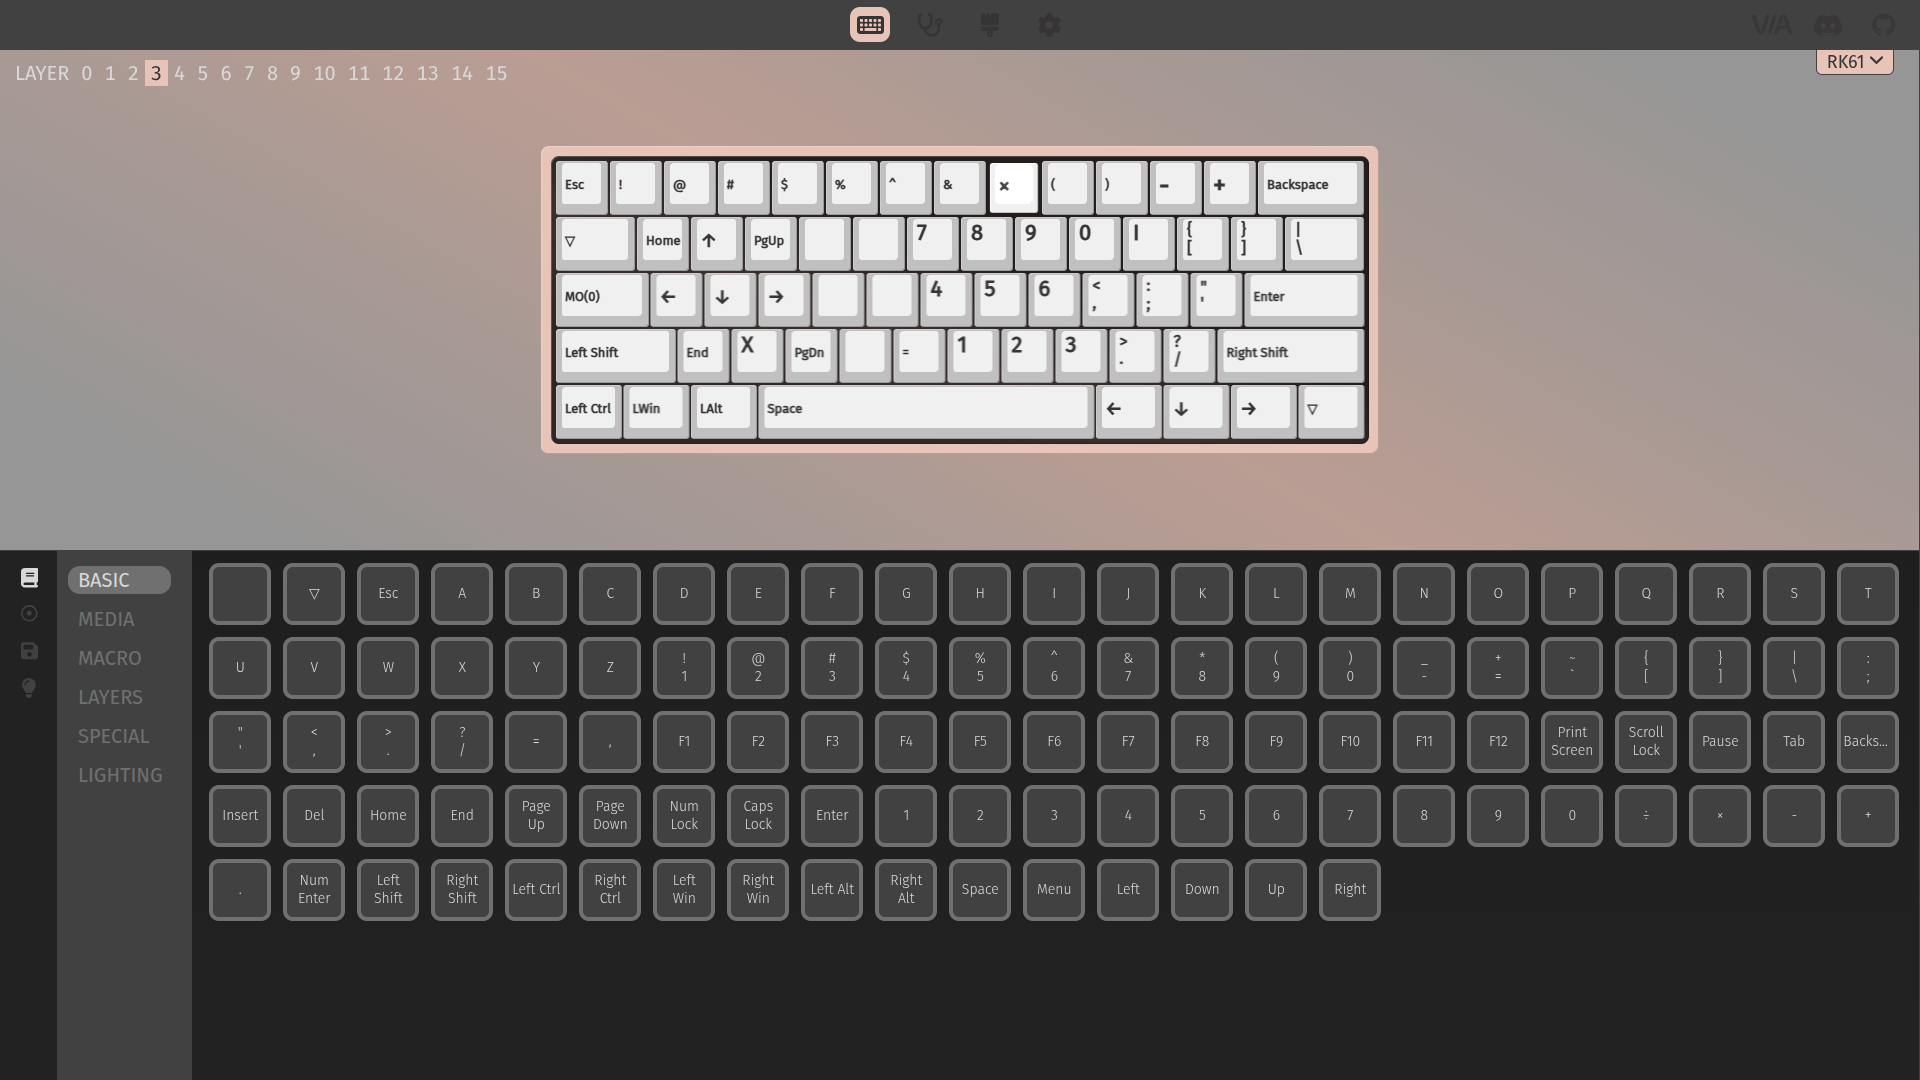 VIA
LAYER 0 1 2 3 4 5 6 7 8 9 10 11 12 13 14 15
RK61
Esc ! @ # $ % ^ & × ( ) - + Backspace
▽ Home ↑ PgUp 7 8 9 0 I { [ } ] | \
MO(0) ← ↓ → 4 5 6 < , : ; " ' Enter
Left Shift End X PgDn = 1 2 3 > . ? / Right Shift
Left Ctrl LWin LAlt Space ← ↓ → ▽
BASIC
MEDIA
MACRO
LAYERS
SPECIAL
LIGHTING
▽ Esc A B C D E F G H I J K L M N O P Q R S T
U V W X Y Z ! 1 @ 2 # 3 $ 4 % 5 ^ 6 & 7 * 8 ( 9 ) 0 _ - + = ~ ` { [ } ] | \ : ;
" ' < , > . ? / = , F1 F2 F3 F4 F5 F6 F7 F8 F9 F10 F11 F12 Print Screen Scroll Lock Pause Tab Backs...
Insert Del Home End Page Up Page Down Num Lock Caps Lock Enter 1 2 3 4 5 6 7 8 9 0 ÷ × - +
. Num Enter Left Shift Right Shift Left Ctrl Right Ctrl Left Win Right Win Left Alt Right Alt Space Menu Left Down Up Right